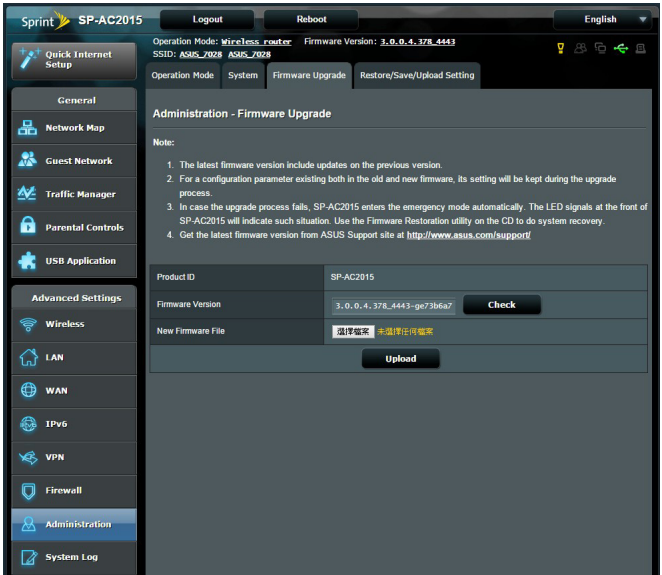 Sprint SP-AC2015 Logout Reboot English
Operation Mode: Wireless router Firmware Version: 3.0.0.4.378_4443
SSID: ASUS_7028 ASUS_7028
Quick Internet
Setup
Operation Mode System Firmware Upgrade Restore/Save/Upload Setting
General
Network Map
Guest Network
Traffic Manager
Parental Controls
USB Application
Advanced Settings
Wireless
LAN
WAN
IPv6
VPN
Firewall
Administration
System Log
Administration - Firmware Upgrade
Note:
1. The latest firmware version include updates on the previous version.
2. For a configuration parameter existing both in the old and new firmware, its setting will be kept during the upgrade
process.
3. In case the upgrade process fails, SP-AC2015 enters the emergency mode automatically. The LED signals at the front of
SP-AC2015 will indicate such situation. Use the Firmware Restoration utility on the CD to do
system recovery.
4. Get the latest firmware version from ASUS Support site at http://www.asus.com/support/
Product ID SP-AC2015
Firmware Version 3.0.0.4.378_4443-ge73b6a7 Check
New Firmware File 選擇檔案 未選擇任何檔案
Upload